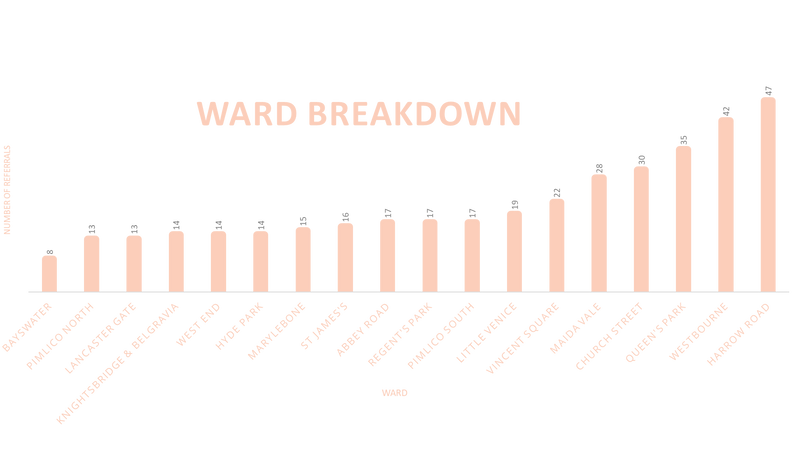 WARD BREAKDOWN
NUMBER OF REFERRALS
8
13
13
14
14
14
15
16
17
17
17
19
22
28
30
35
42
47
BAYSWATER
PIMLICO NORTH
LANCASTER GATE
KNIGHTSBRIDGE & BELGRAVIA
WEST END
HYDE PARK
MARYLEBONE
ST JAMES'S
ABBEY ROAD
REGENT'S PARK
PIMLICO SOUTH
LITTLE VENICE
VINCENT SQUARE
MAIDA VALE
CHURCH STREET
QUEEN'S PARK
WESTBOURNE
HARROW ROAD
WARD